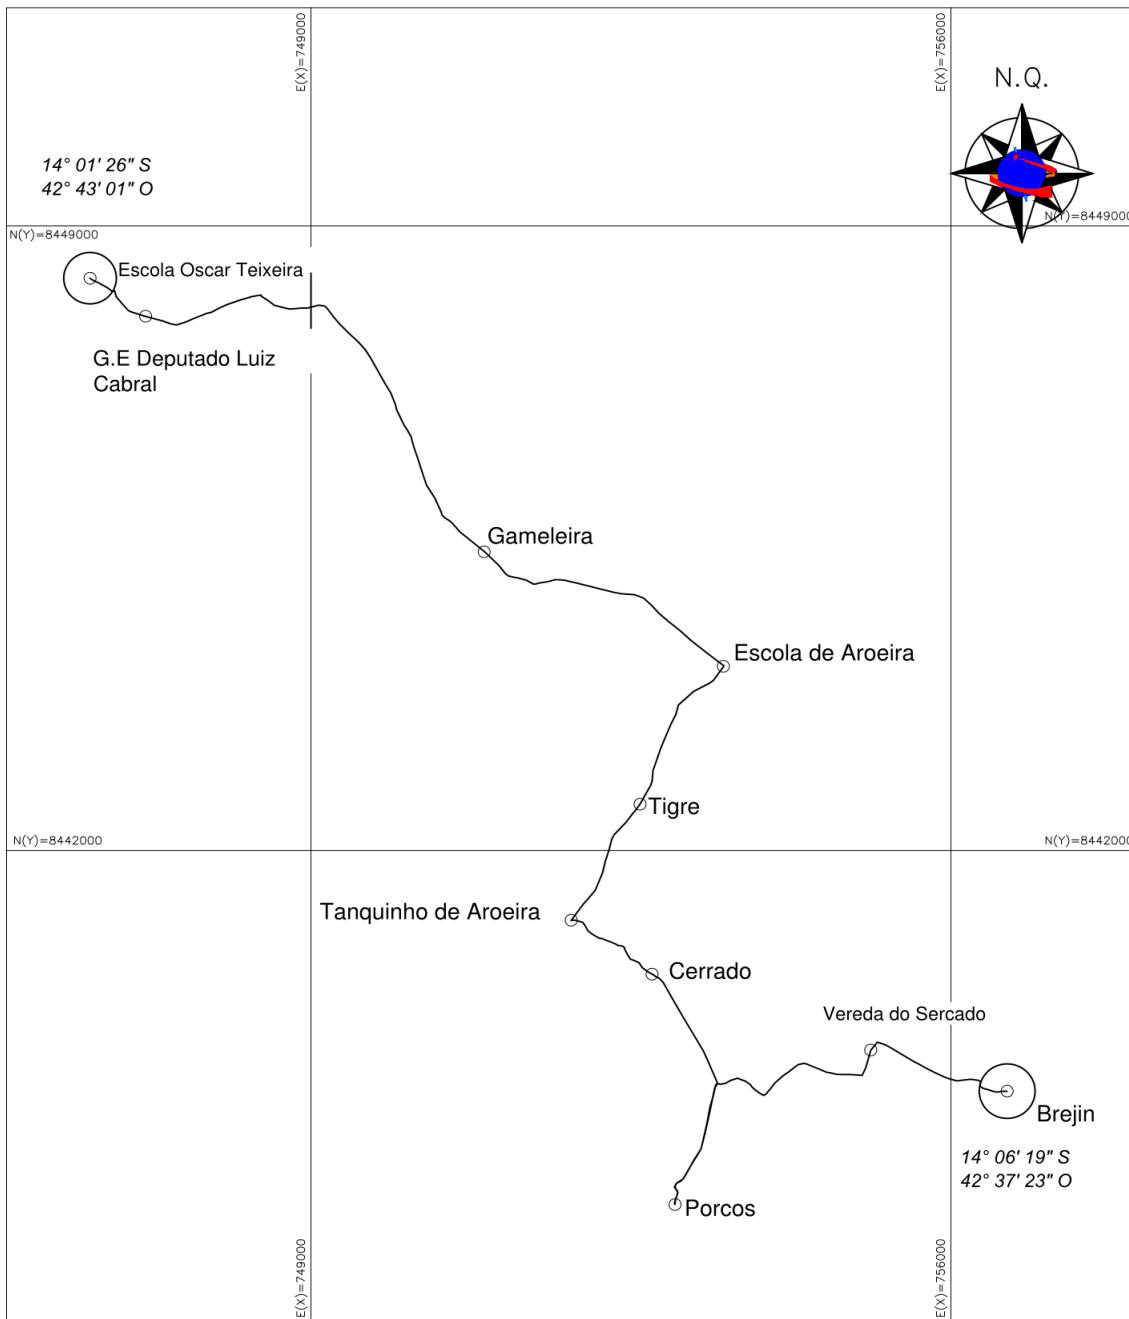 E(X)=749000
E(X)=756000
N.Q.
14° 01' 26" S
42° 43' 01" O
N(Y)=8449000
N(Y)=8449000
Escola Oscar Teixeira
G.E Deputado Luiz
Cabral
Gameleira
Escola de Aroeira
Tigre
N(Y)=8442000
N(Y)=8442000
Tanquinho de Aroeira
Cerrado
Vereda do Sercado
Brejin
14° 06' 19" S
42° 37' 23" O
Porcos
E(X)=749000
E(X)=756000